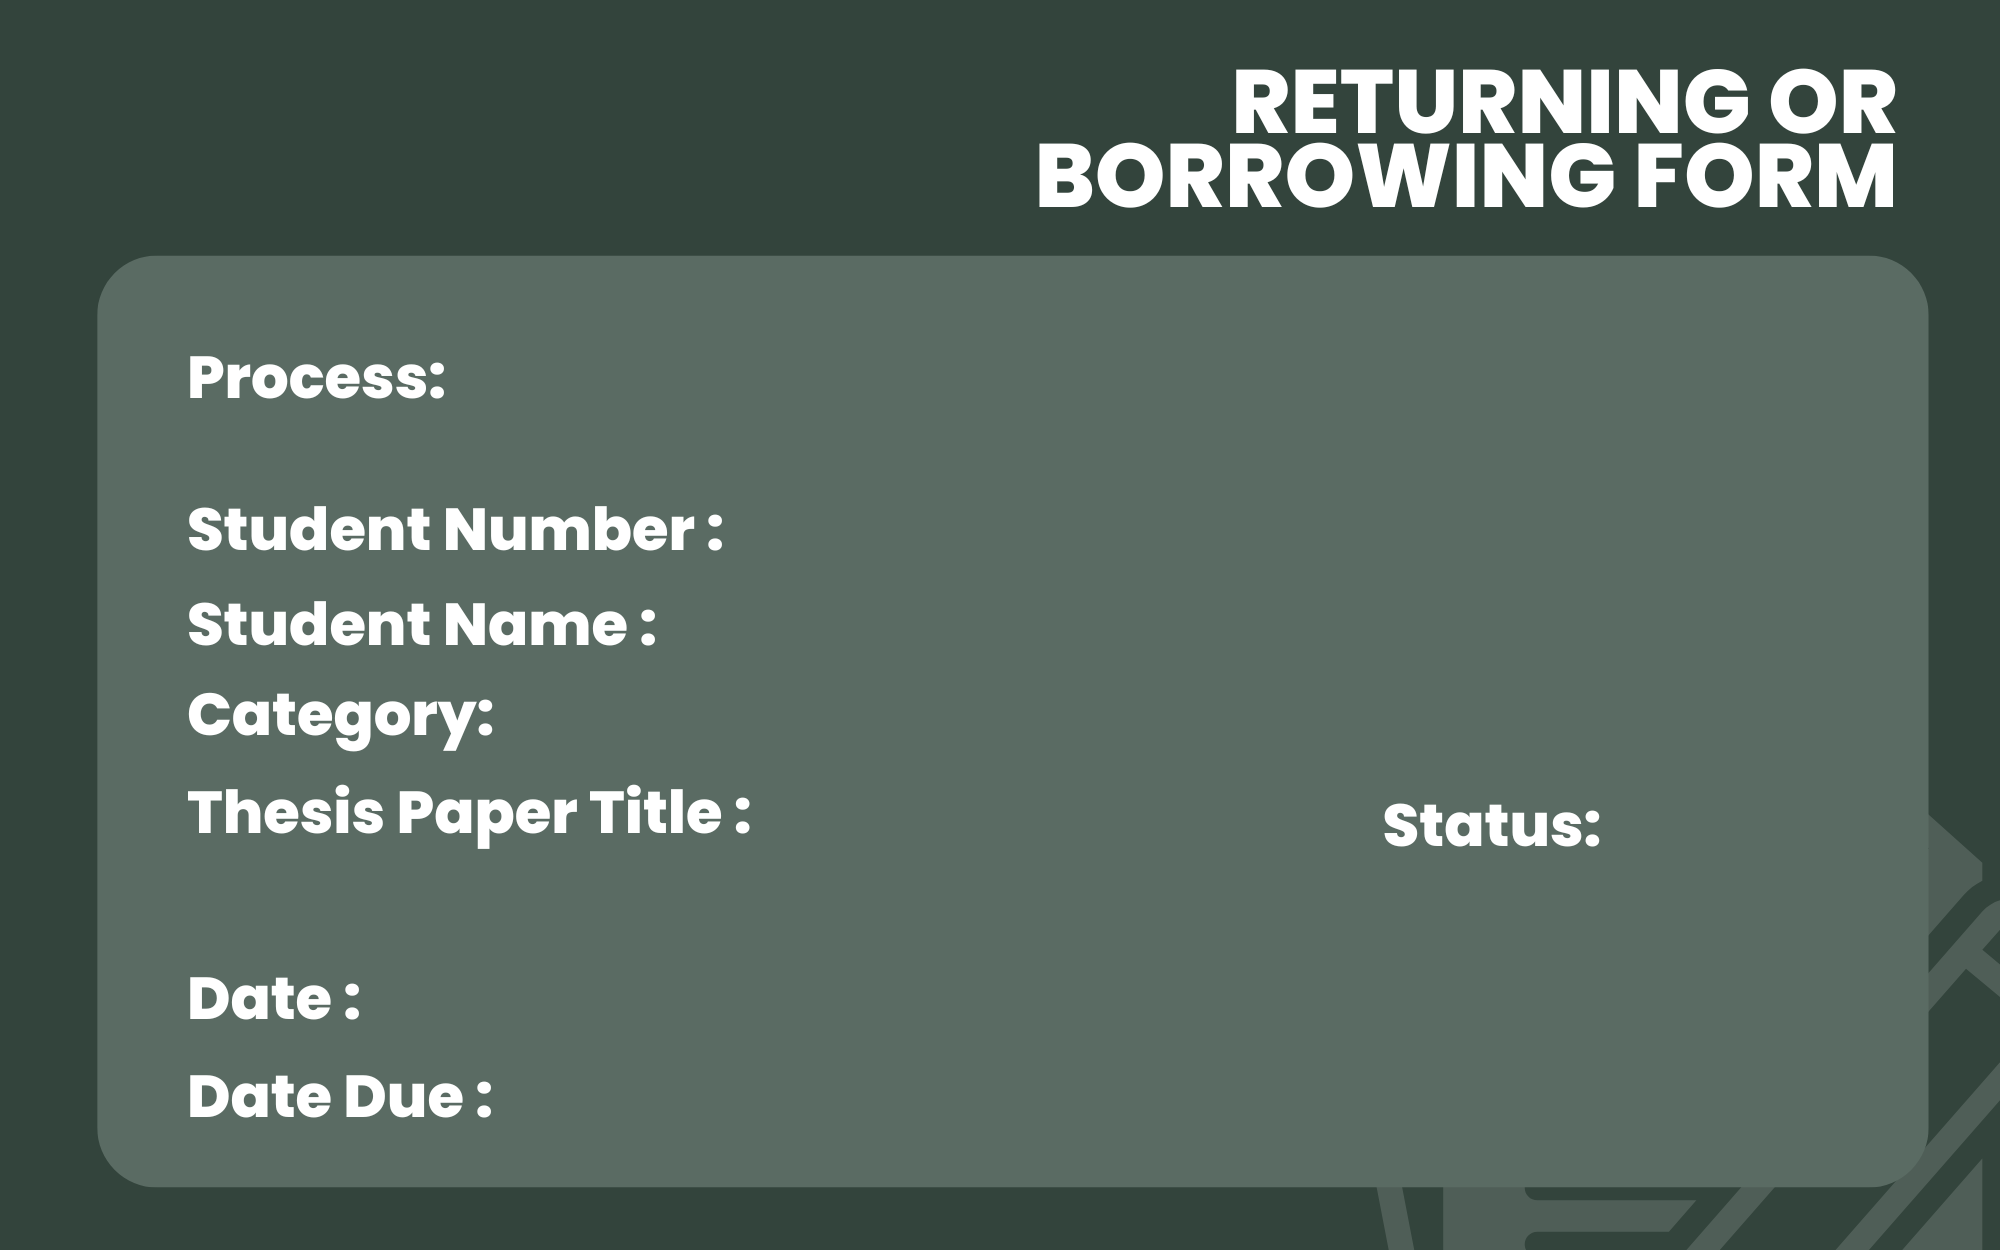 RETURNING OR
BORROWING FORM
Process:
Student Number :
Student Name :
Category:
Thesis Paper Title :
Status:
Date :
Date Due :